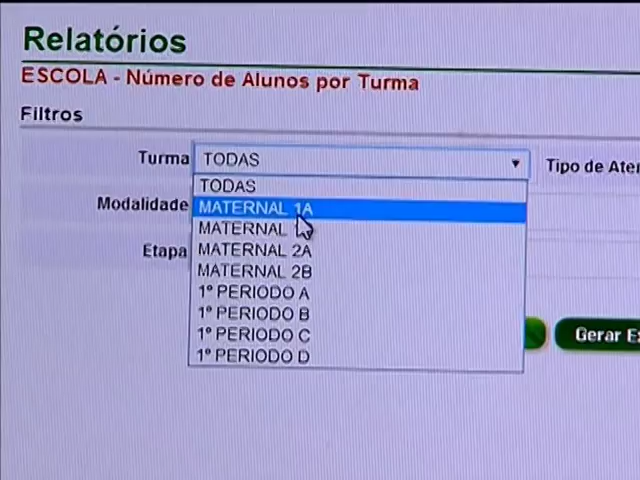 Relatórios
ESCOLA - Número de Alunos por Turma
Filtros
Turma TODAS Tipo de
TODAS
Modalidade MATERNAL 1A
MATERNAL
Etapa MATERNAL 2A
MATERNAL 2B
1º PERIODO A
1º PERIODO B
1º PERIODO C Gerar
1º PERIODO D